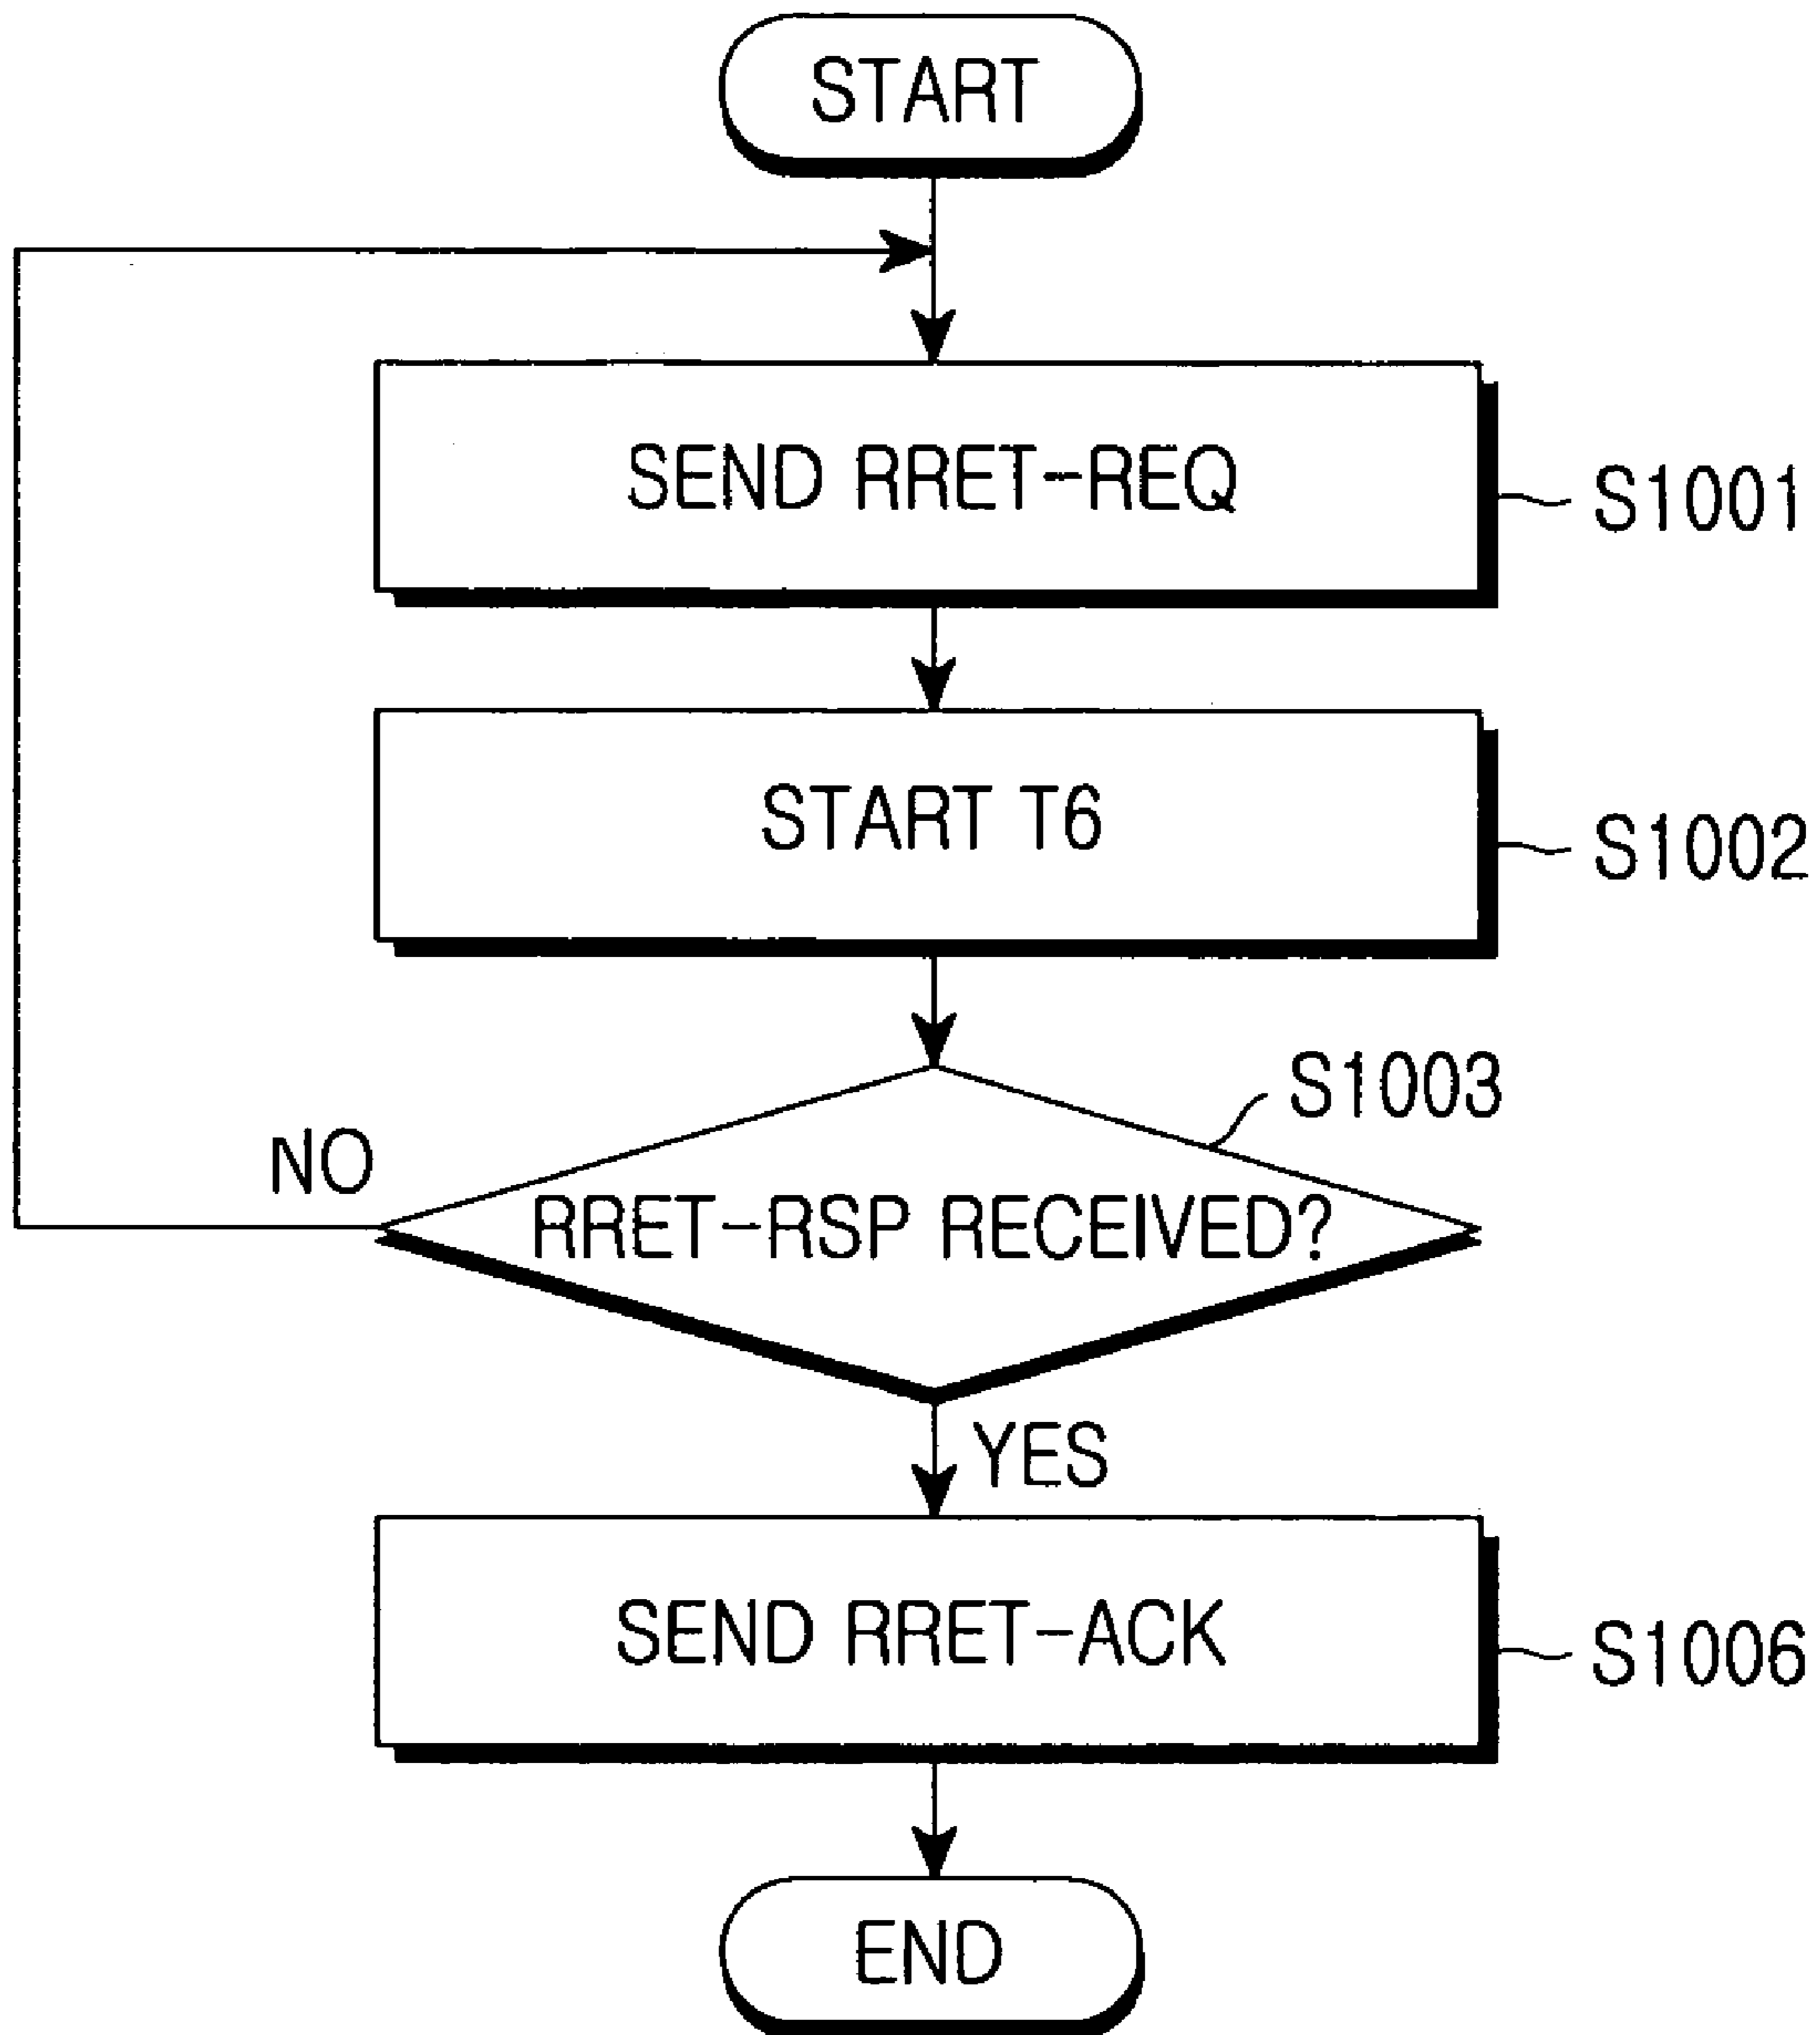 START
SEND RRET-REQ
S1001
START T6
S1002
S1003
NO
RRET-RSP RECEIVED?
YES
SEND RRET-ACK
S1006
END